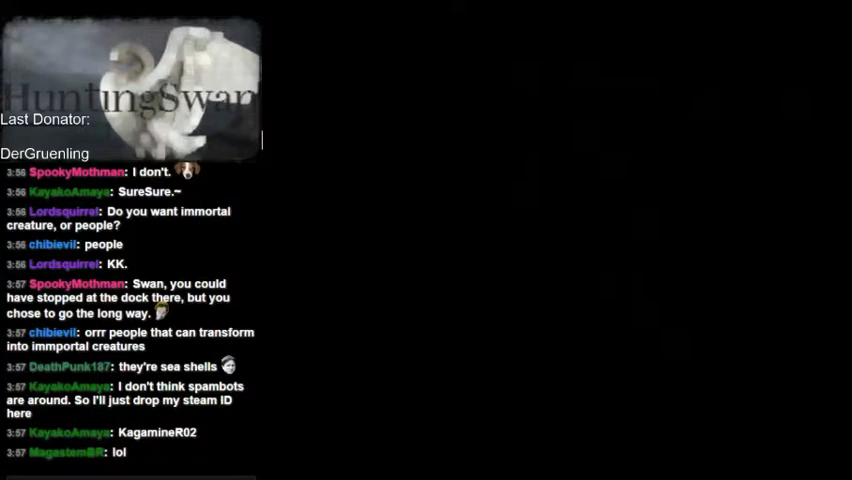 HuntingSwan
Last Donator:
DerGruenling
3:56 SpookyMothman: I don't.
3:56 KayakoAmaya: SureSure.~
3:56 Lordsquirrel: Do you want immortal
creature, or people?
3:56 chibievil: people
3:56 Lordsquirrel: KK.
3:57 SpookyMothman: Swan, you could
have stopped at the dock there, but you
chose to go the long way.
3:57 chibievil: orrr people that can transform
into immportal creatures
3:57 DeathPunk187: they're sea shells
3:57 KayakoAmaya: I don't think spambots
are around. So I'll just drop my steam ID
here
3:57 KayakoAmaya: KagamineR02
3:57 MagastemBR: lol